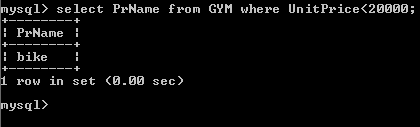 mysql> select PrName from GYM where UnitPrice<20000;
+--------+
| PrName |
+--------+
| bike   |
+--------+
1 row in set (0.00 sec)
mysql>